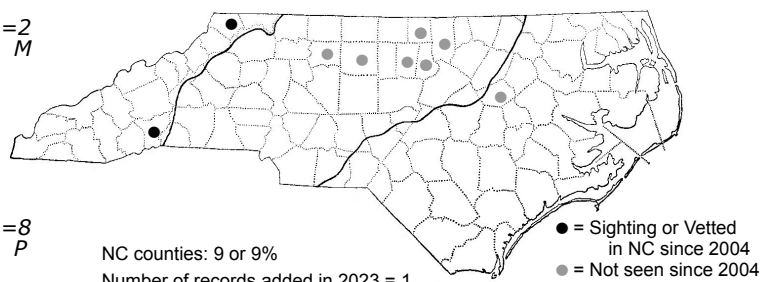 =2
M
=8
P
● = Sighting or Vetted
in NC since 2004
● = Not seen since 2004
NC counties: 9 or 9%
Number of records added in 2023 = 1